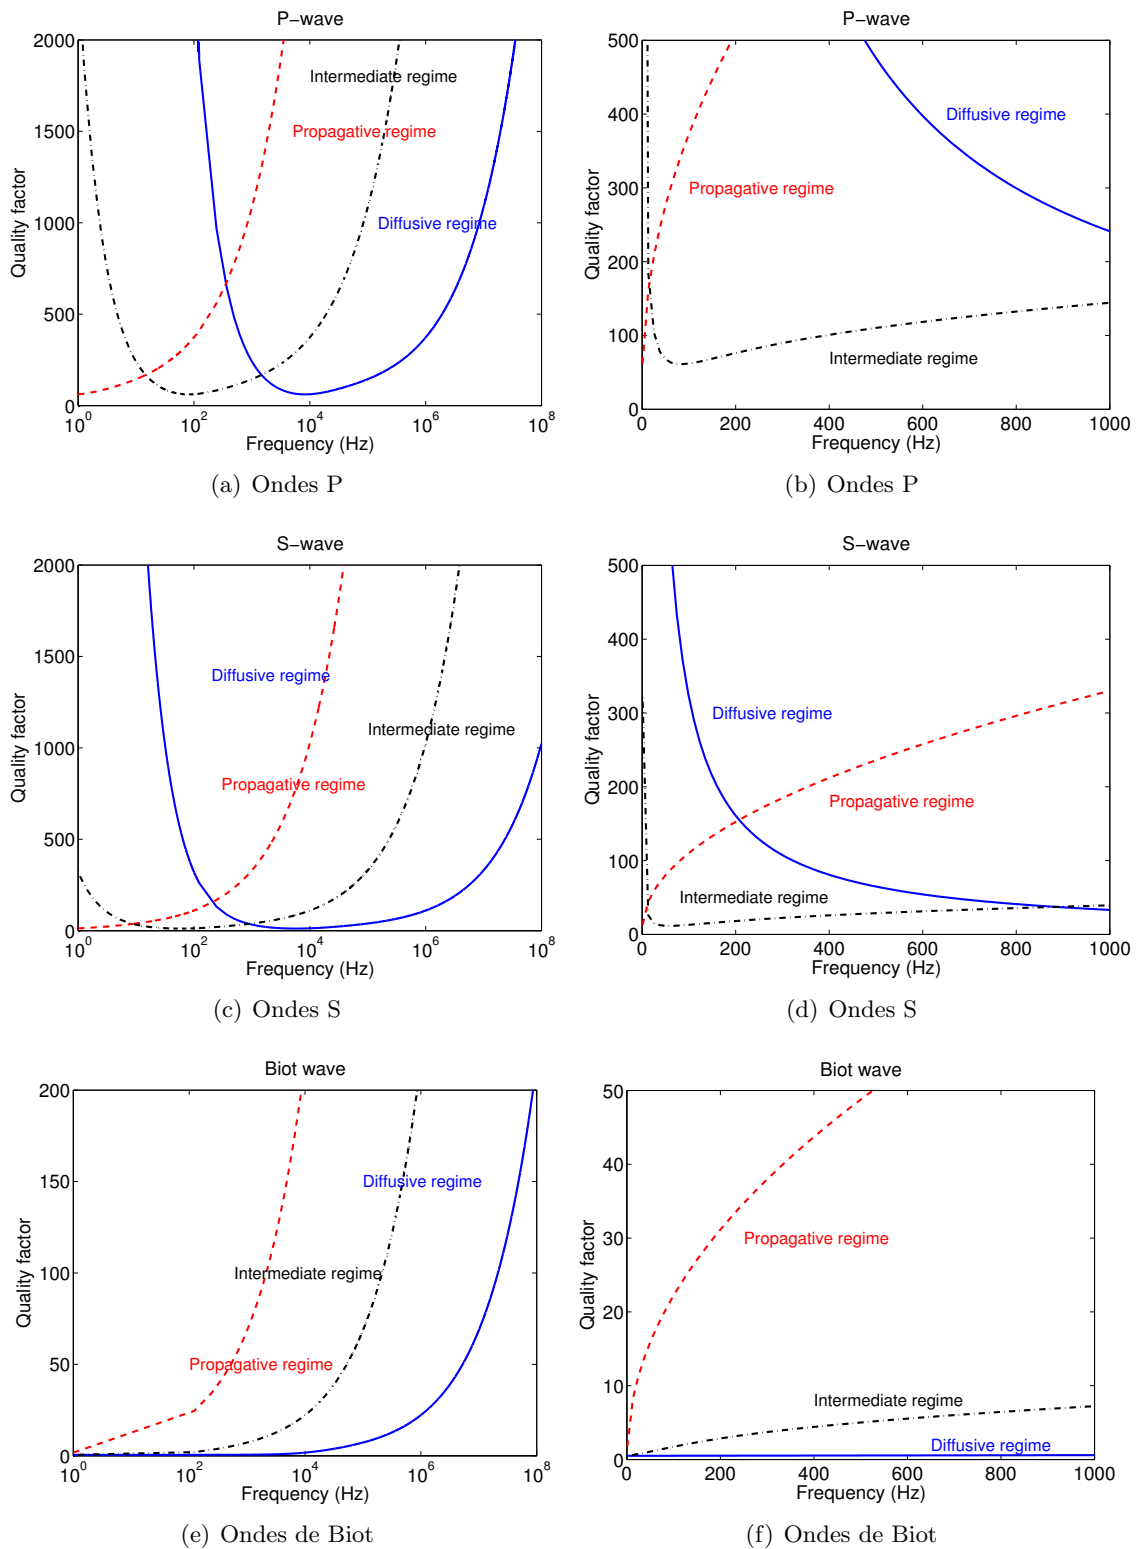 P−wave
2000
1500
1000
500
0
Quality factor
Intermediate regime
Propagative regime
Diffusive regime
10^0 10^2 10^4 10^6 10^8
Frequency (Hz)
(a) Ondes P
P−wave
500
400
300
200
100
0
Quality factor
Diffusive regime
Propagative regime
Intermediate regime
0 200 400 600 800 1000
Frequency (Hz)
(b) Ondes P
S−wave
2000
1500
1000
500
0
Quality factor
Diffusive regime
Intermediate regime
Propagative regime
10^0 10^2 10^4 10^6 10^8
Frequency (Hz)
(c) Ondes S
S−wave
500
400
300
200
100
0
Quality factor
Diffusive regime
Propagative regime
Intermediate regime
0 200 400 600 800 1000
Frequency (Hz)
(d) Ondes S
Biot wave
200
150
100
50
0
Quality factor
Diffusive regime
Intermediate regime
Propagative regime
10^0 10^2 10^4 10^6 10^8
Frequency (Hz)
(e) Ondes de Biot
Biot wave
50
40
30
20
10
0
Quality factor
Propagative regime
Intermediate regime
Diffusive regime
0 200 400 600 800 1000
Frequency (Hz)
(f) Ondes de Biot